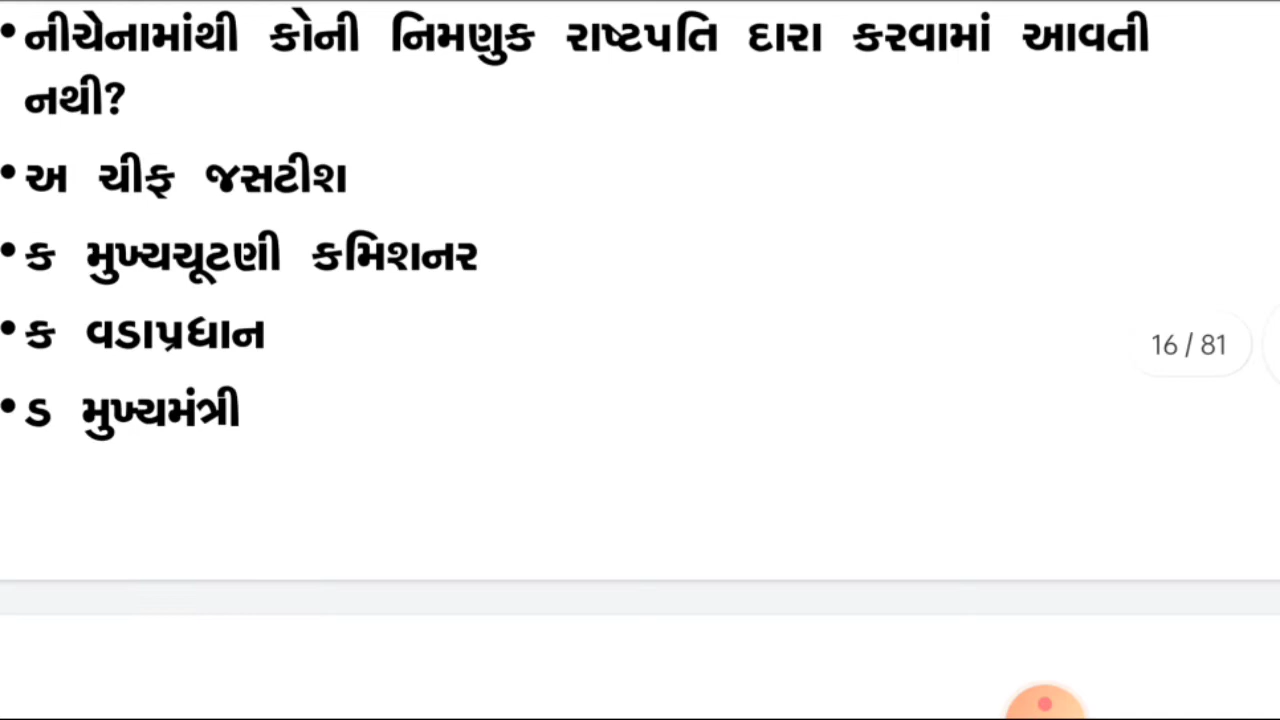 •નીચેનામાંથી કોની નિમણુક રાષ્ટપતિ દારા કરવામાં આવતી
નથી?
•અ ચીફ જસટીશ
•ક મુખ્યચૂટણી કમિશનર
•ક વડાપ્રધાન
16 / 81
•ડ મુખ્યમંત્રી